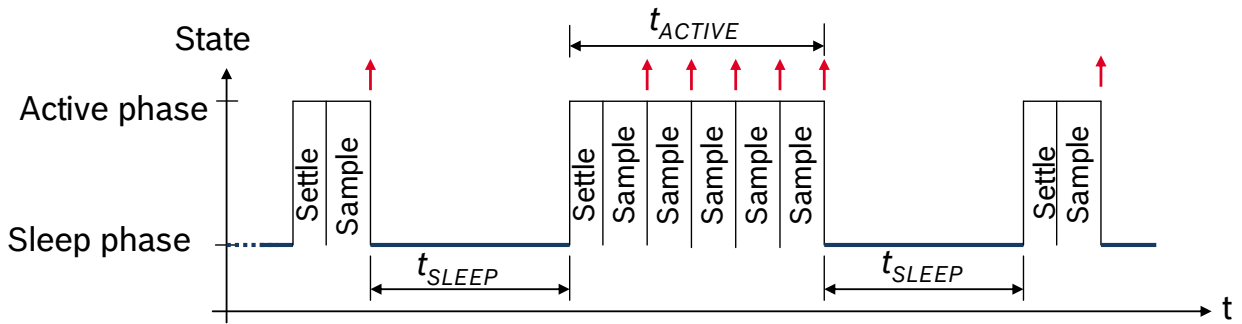 t_ACTIVE
State
Active phase
Settle
Sample
Settle
Sample
Sample
Sample
Sample
Sample
Settle
Sample
Sleep phase
t_SLEEP
t_SLEEP
t